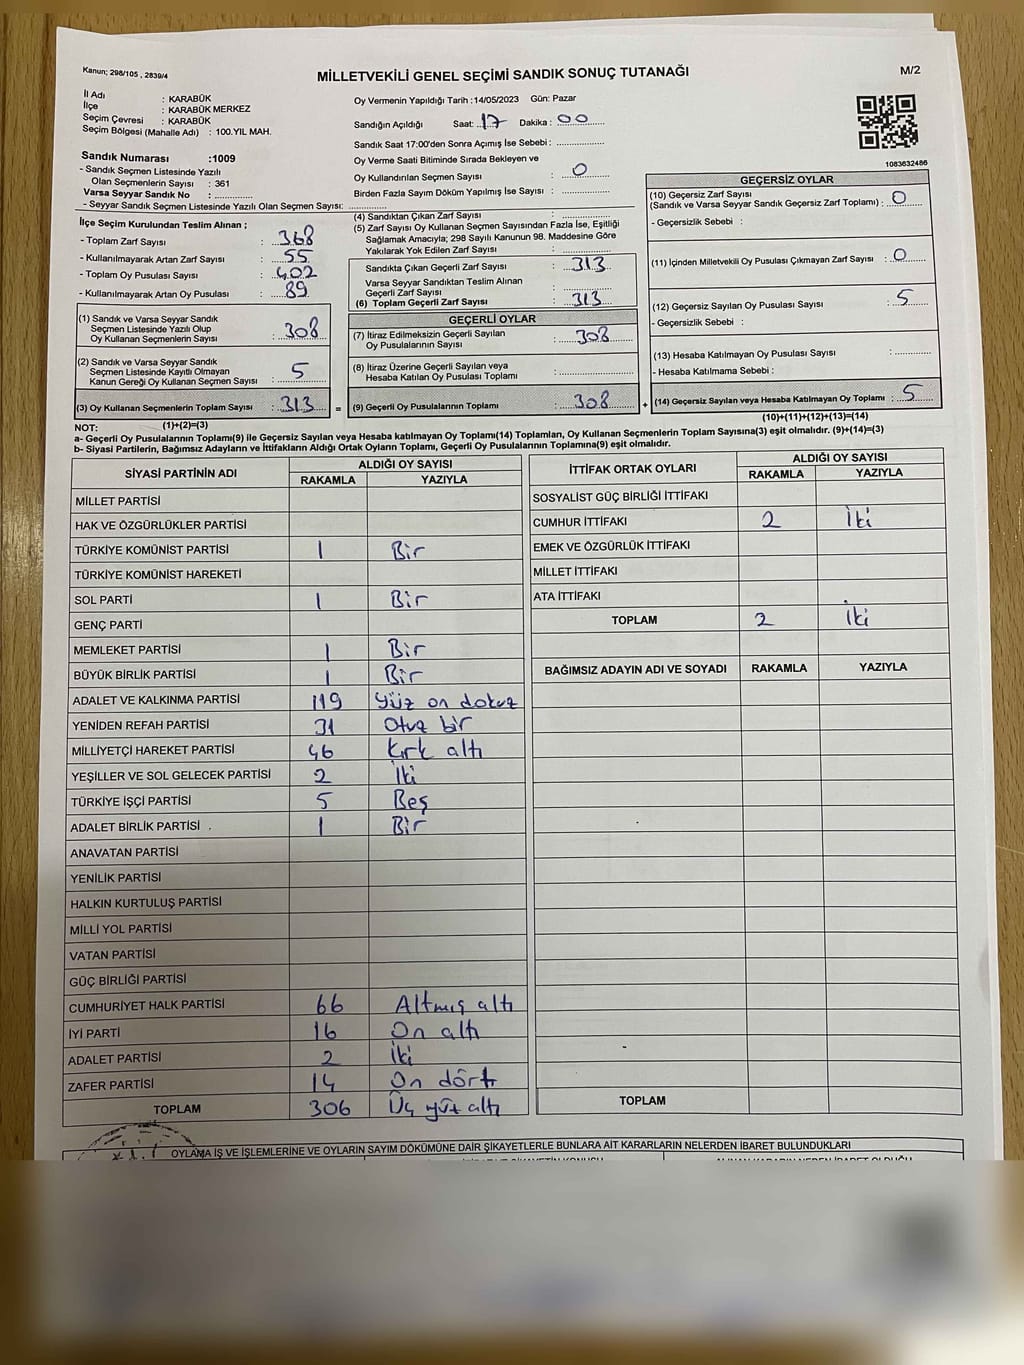 Kanun; 298/105 , 2839/4
MİLLETVEKİLİ GENEL SEÇİMİ SANDIK SONUÇ TUTANAĞI
M/2
İl Adı : KARABÜK
İlçe : KARABÜK MERKEZ
Seçim Çevresi : KARABÜK
Seçim Bölgesi (Mahalle Adı) : 100.YIL MAH.
Sandık Numarası :1009
- Sandık Seçmen Listesinde Yazılı
Olan Seçmenlerin Sayısı : 361
Varsa Seyyar Sandık No :
- Seyyar Sandık Seçmen Listesinde Yazılı Olan Seçmen Sayısı:
Oy Vermenin Yapıldığı Tarih :14/05/2023 Gün: Pazar
Sandığın Açıldığı Saat: 17 Dakika : 00
Sandık Saat 17:00'den Sonra Açımış İse Sebebi :
Oy Verme Saati Bitiminde Sırada Bekleyen ve
Oy Kullandırılan Seçmen Sayısı : 0
Birden Fazla Sayım Döküm Yapılmış İse Sayısı :
1083632486
İlçe Seçim Kurulundan Teslim Alınan ;
- Toplam Zarf Sayısı : 368
- Kullanılmayarak Artan Zarf Sayısı : 55
- Toplam Oy Pusulası Sayısı : 402
- Kullanılmayarak Artan Oy Pusulası : 89
(1) Sandık ve Varsa Seyyar Sandık
Seçmen Listesinde Yazılı Olup
Oy Kullanan Seçmenlerin Sayısı : 308
(2) Sandık ve Varsa Seyyar Sandık
Seçmen Listesinde Kayıtlı Olmayan
Kanun Gereği Oy Kullanan Seçmen Sayısı : 5
(3) Oy Kullanan Seçmenlerin Toplam Sayısı : 313 =
(1)+(2)=(3)
(4) Sandıktan Çıkan Zarf Sayısı :
(5) Zarf Sayısı Oy Kullanan Seçmen Sayısından Fazla İse, Eşitliği
Sağlamak Amacıyla; 298 Sayılı Kanunun 98. Maddesine Göre
Yakılarak Yok Edilen Zarf Sayısı :
Sandıkta Çıkan Geçerli Zarf Sayısı : 313
Varsa Seyyar Sandıktan Teslim Alınan
Geçerli Zarf Sayısı :
(6) Toplam Geçerli Zarf Sayısı : 313
GEÇERLİ OYLAR
(7) İtiraz Edilmeksizin Geçerli Sayılan
Oy Pusulalarının Sayısı : 308
(8) İtiraz Üzerine Geçerli Sayılan veya
Hesaba Katılan Oy Pusulası Toplamı :
(9) Geçerli Oy Pusulalarının Toplamı : 308 +
GEÇERSİZ OYLAR
(10) Geçersiz Zarf Sayısı
(Sandık ve Varsa Seyyar Sandık Geçersiz Zarf Toplamı) : 0
- Geçersizlik Sebebi :
(11) İçinden Milletvekili Oy Pusulası Çıkmayan Zarf Sayısı : 0
(12) Geçersiz Sayılan Oy Pusulası Sayısı : 5
- Geçersizlik Sebebi :
(13) Hesaba Katılmayan Oy Pusulası Sayısı :
- Hesaba Katılmama Sebebi :
(14) Geçersiz Sayılan veya Hesaba Katılmayan Oy Toplamı : 5
(10)+(11)+(12)+(13)=(14)
NOT:
a- Geçerli Oy Pusulalarının Toplamı(9) ile Geçersiz Sayılan veya Hesaba katılmayan Oy Toplamı(14) Toplamları, Oy Kullanan Seçmenlerin Toplam Sayısına(3) eşit olmalıdır. (9)+(14)=(3)
b- Siyasi Partilerin, Bağımsız Adayların ve İttifakların Aldığı Ortak Oyların Toplamı, Geçerli Oy Pusulalarının Toplamına(9) eşit olmalıdır.
SİYASİ PARTİNİN ADI ALDIĞI OY SAYISI
RAKAMLA YAZIYLA
MİLLET PARTİSİ
HAK VE ÖZGÜRLÜKLER PARTİSİ
TÜRKİYE KOMÜNİST PARTİSİ 1 Bir
TÜRKİYE KOMÜNİST HAREKETİ
SOL PARTİ 1 Bir
GENÇ PARTİ
MEMLEKET PARTİSİ 1 Bir
BÜYÜK BİRLİK PARTİSİ 1 Bir
ADALET VE KALKINMA PARTİSİ 119 Yüz on dokuz
YENİDEN REFAH PARTİSİ 31 Otuz bir
MİLLİYETÇİ HAREKET PARTİSİ 46 Kırk altı
YEŞİLLER VE SOL GELECEK PARTİSİ 2 İki
TÜRKİYE İŞÇİ PARTİSİ 5 Beş
ADALET BİRLİK PARTİSİ 1 Bir
ANAVATAN PARTİSİ
YENİLİK PARTİSİ
HALKIN KURTULUŞ PARTİSİ
MİLLİ YOL PARTİSİ
VATAN PARTİSİ
GÜÇ BİRLİĞİ PARTİSİ
CUMHURİYET HALK PARTİSİ 66 Altmış altı
İYİ PARTİ 16 On altı
ADALET PARTİSİ 2 İki
ZAFER PARTİSİ 14 On dört
TOPLAM 306 Üç yüz altı
İTTİFAK ORTAK OYLARI ALDIĞI OY SAYISI
RAKAMLA YAZIYLA
SOSYALİST GÜÇ BİRLİĞİ İTTİFAKI
CUMHUR İTTİFAKI 2 İki
EMEK VE ÖZGÜRLÜK İTTİFAKI
MİLLET İTTİFAKI
ATA İTTİFAKI
TOPLAM 2 İki
BAĞIMSIZ ADAYIN ADI VE SOYADI RAKAMLA YAZIYLA
TOPLAM
OYLAMA İŞ VE İŞLEMLERİNE VE OYLARIN SAYIM DÖKÜMÜNE DAİR ŞİKAYETLERLE BUNLARA AİT KARARLARIN NELERDEN İBARET BULUNDUKLARI